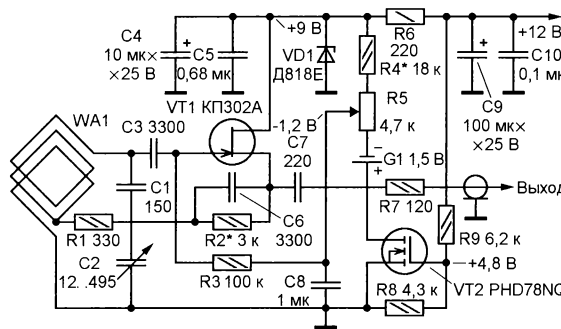 C4
10 мк×
×25 В
C5
0,68 мк
+9 В
VD1
Д818Е
R6
220
R4* 18 к
+12 В
C10
0,1 мк
C9
100 мк×
×25 В
VT1 КП302А
WA1
C3 3300
-1,2 В
R5
4,7 к
C7
220
G1 1,5 В
C1
150
R1 330
R2* 3 к
C6
3300
R7 120
Выход
C2
12...495
R3 100 к
C8
1 мк
R9 6,2 к
+4,8 В
R8 4,3 к
VT2 PHD78NQ